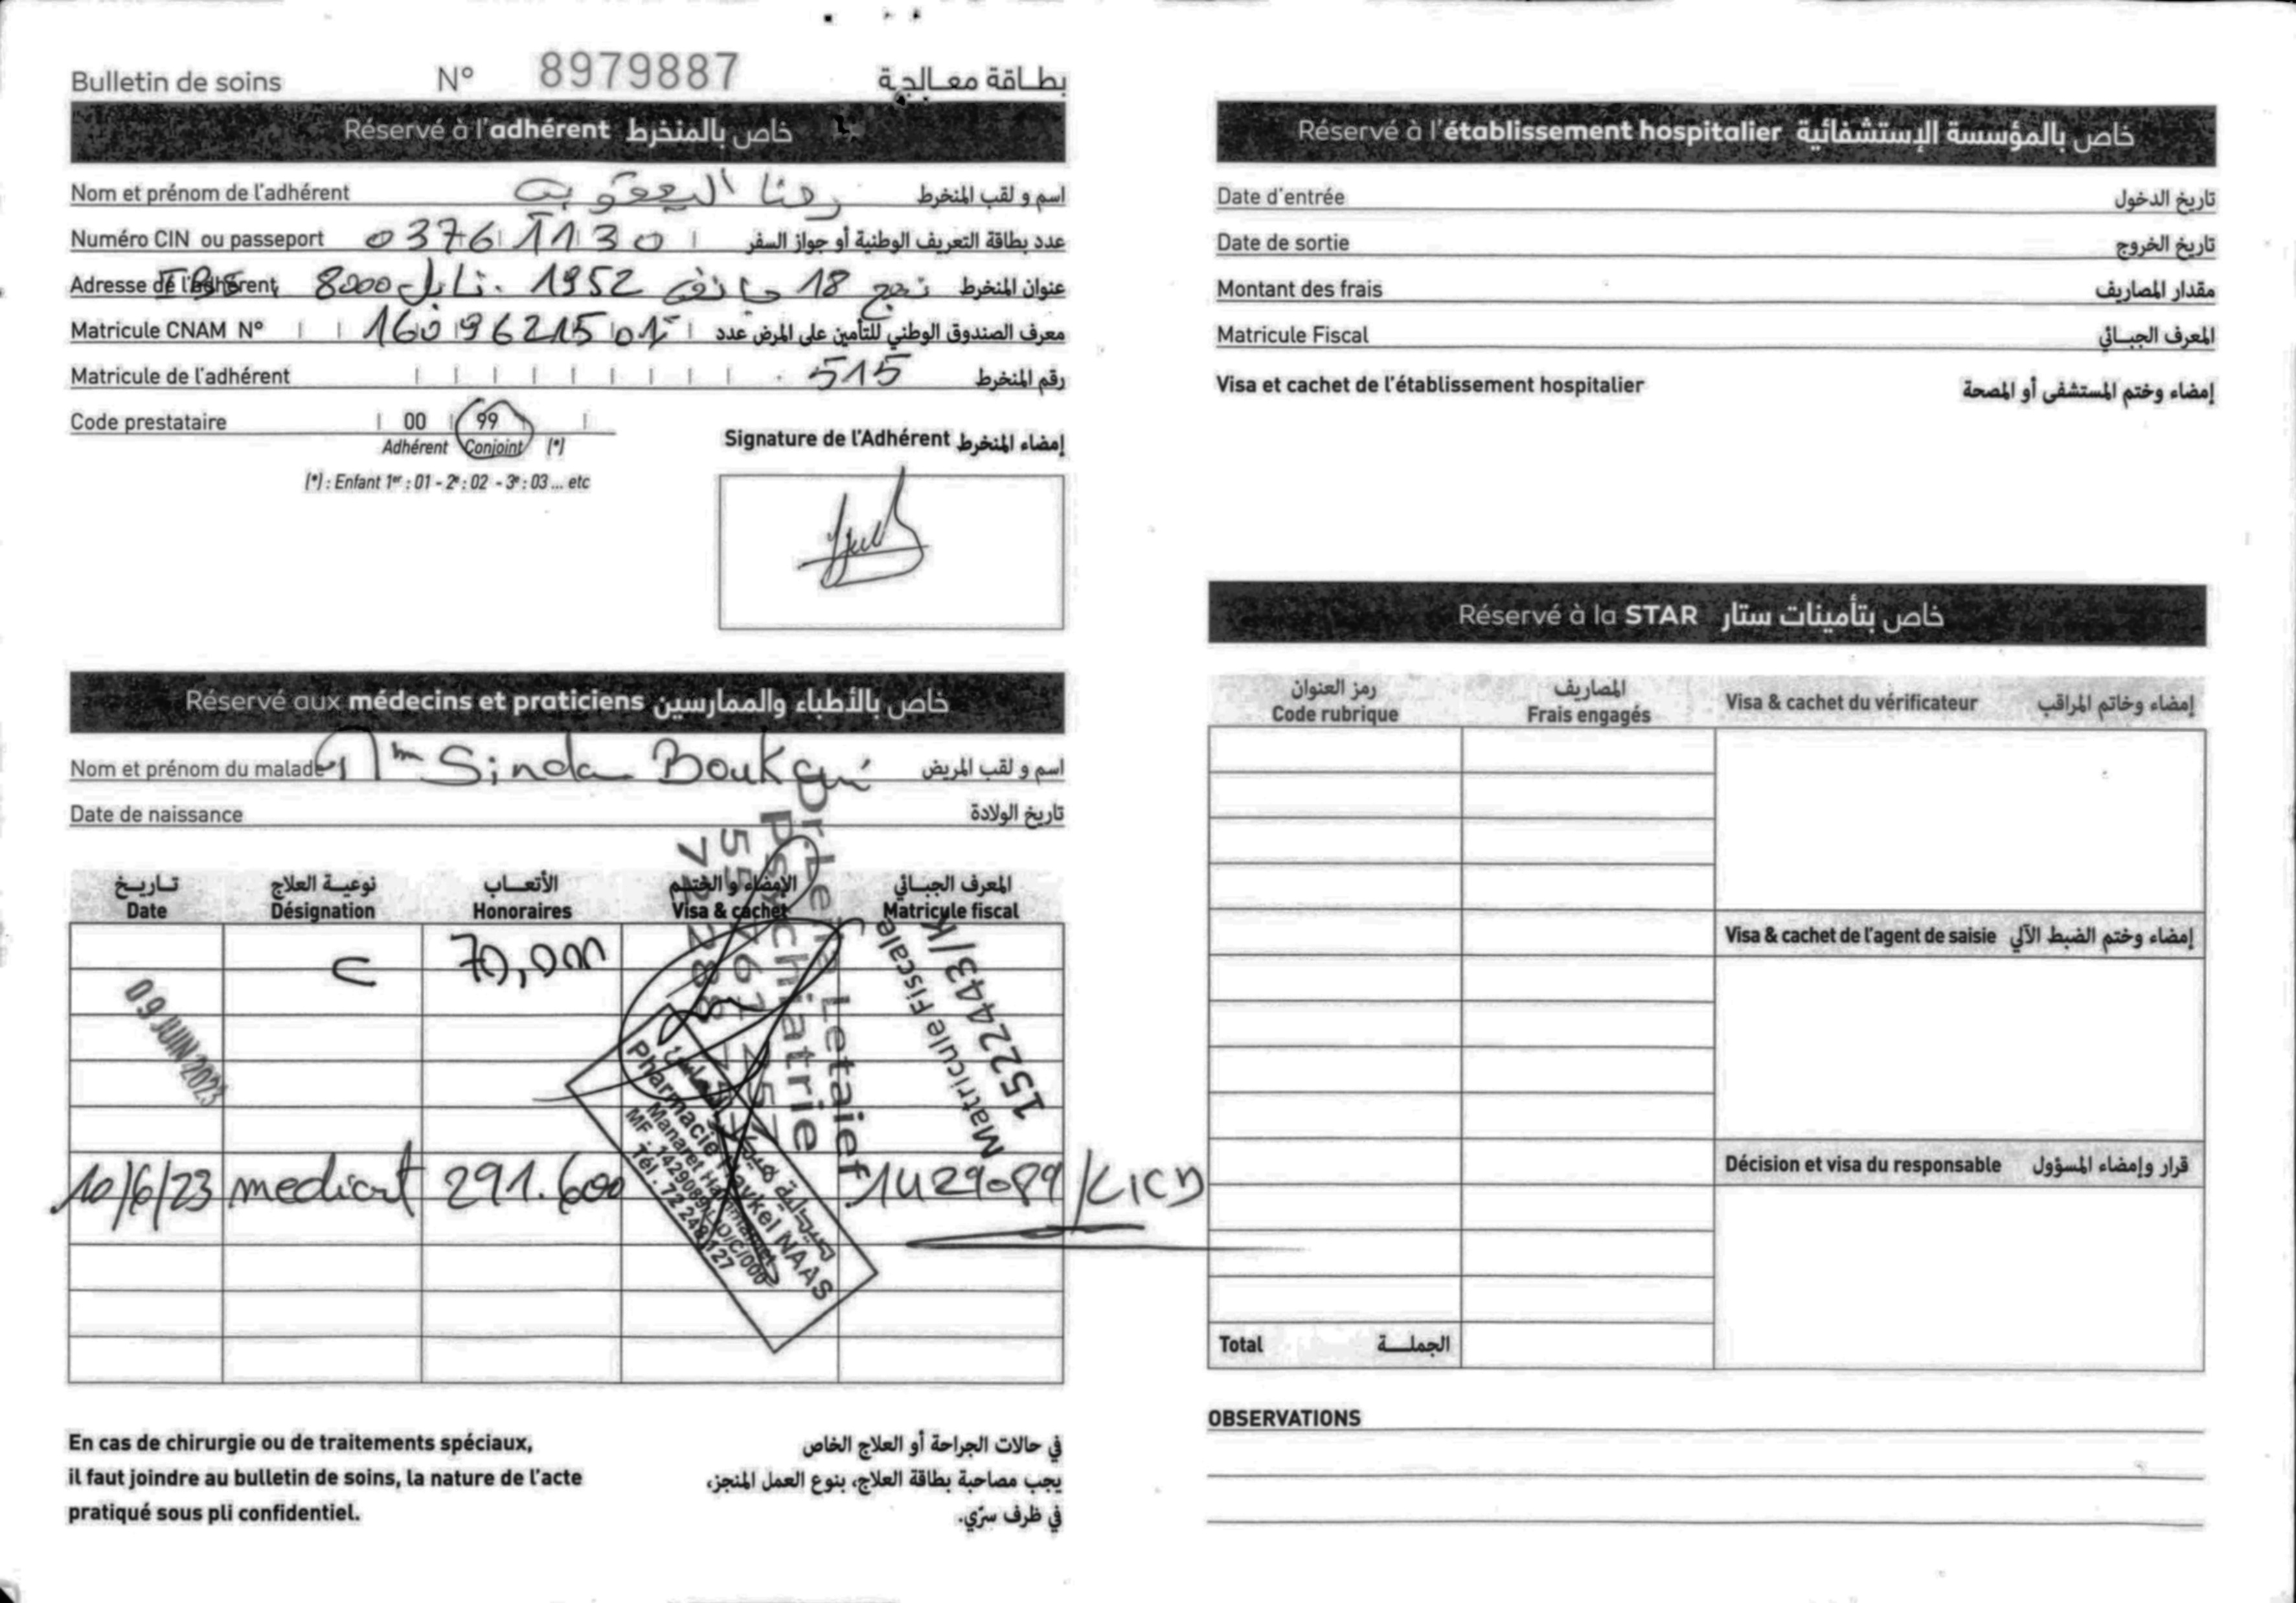 Bulletin de soins N° 8979887 بطاقة معالجة
Réservé à l'adhérent خاص بالمنخرط
Nom et prénom de l'adhérent رضا اليعقوبي اسم و لقب المنخرط
Numéro CIN ou passeport 03761130 عدد بطاقة التعريف الوطنية أو جواز السفر
Adresse de l'adhérent نهج 18 جانفي 1952 . نابل 8000 عنوان المنخرط
Matricule CNAM N° معرف الصندوق الوطني للتأمين على المرض عدد
Matricule de l'adhérent 515 رقم المنخرط
Code prestataire 00 99
Adhérent Conjoint (*)
(*) : Enfant 1er : 01 - 2e : 02 - 3e : 03 ... etc
Signature de l'Adhérent إمضاء المنخرط
Réservé aux médecins et praticiens خاص بالأطباء والممارسين
Nom et prénom du malade Sinda اسم و لقب المريض
Date de naissance تاريخ الولادة
تاريخ نوعية العلاج الأتعاب الإمضاء و الختم المعرف الجبائي
Date Désignation Honoraires Visa & cachet Matricule fiscal
09 JUIN 2023 C 70,000
Dr. Leila Letaief
Psychiatrie
Matricule Fiscale
1522443/K
10/6/23 medicat 291.600 1429089
Pharmacie Haykel NAAS
Manaret Hammamet
MF : 1429089
Tél. 72 248 127
En cas de chirurgie ou de traitements spéciaux,
il faut joindre au bulletin de soins, la nature de l'acte
pratiqué sous pli confidentiel.
في حالات الجراحة أو العلاج الخاص
يجب مصاحبة بطاقة العلاج، بنوع العمل المنجز،
في ظرف سرّي.
Réservé à l'établissement hospitalier خاص بالمؤسسة الإستشفائية
Date d'entrée تاريخ الدخول
Date de sortie تاريخ الخروج
Montant des frais مقدار المصاريف
Matricule Fiscal المعرف الجبائي
Visa et cachet de l'établissement hospitalier إمضاء وختم المستشفى أو المصحة
Réservé à la STAR خاص بتأمينات ستار
رمز العنوان المصاريف
Code rubrique Frais engagés Visa & cachet du vérificateur إمضاء وخاتم المراقب
Visa & cachet de l'agent de saisie إمضاء وختم الضبط الآلي
Décision et visa du responsable قرار وإمضاء المسؤول
Total الجملة
OBSERVATIONS